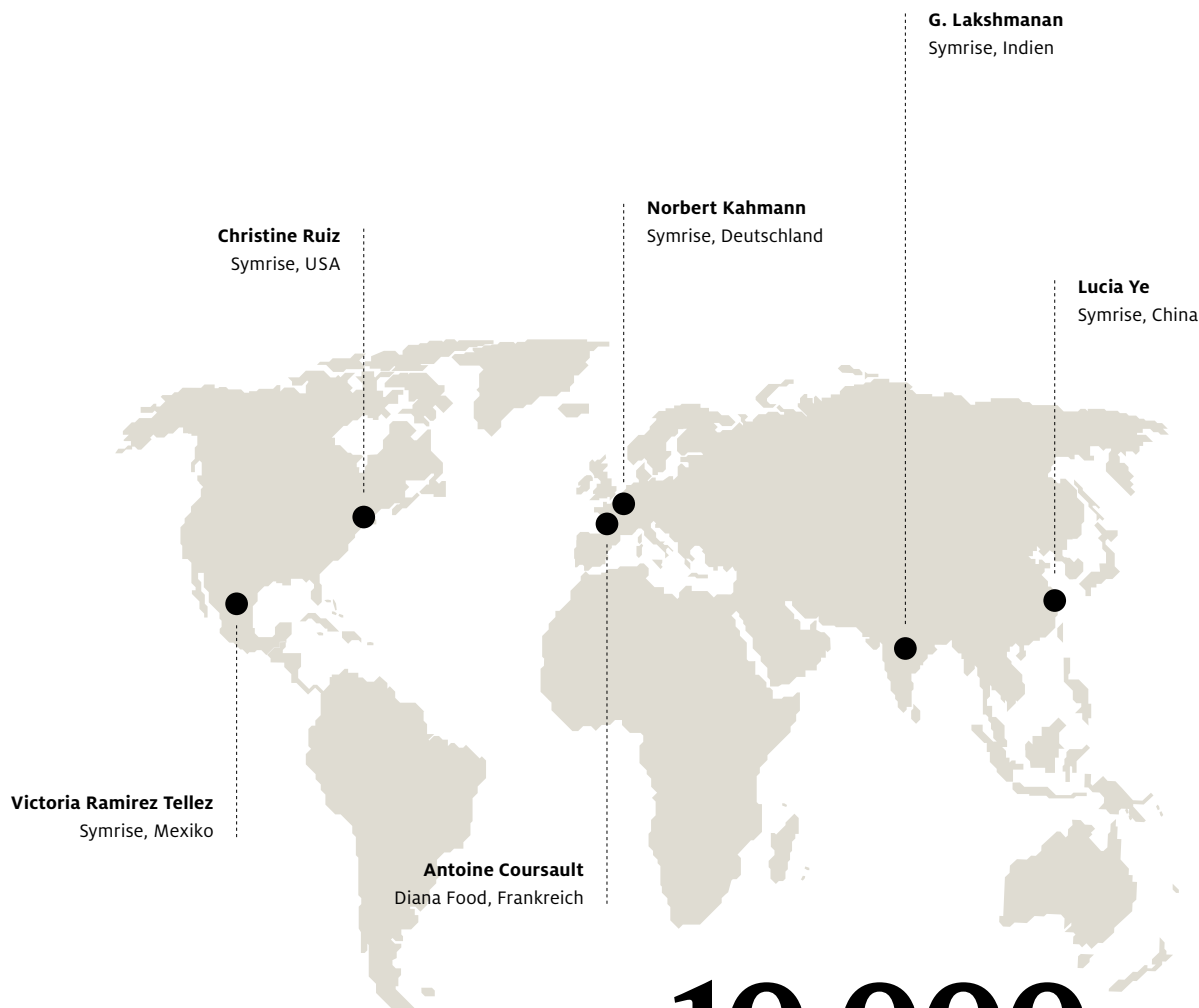 G. Lakshmanan
Symrise, Indien
Norbert Kahmann
Symrise, Deutschland
Christine Ruiz
Symrise, USA
Lucia Ye
Symrise, China
Victoria Ramirez Tellez
Symrise, Mexiko
Antoine Coursault
Diana Food, Frankreich